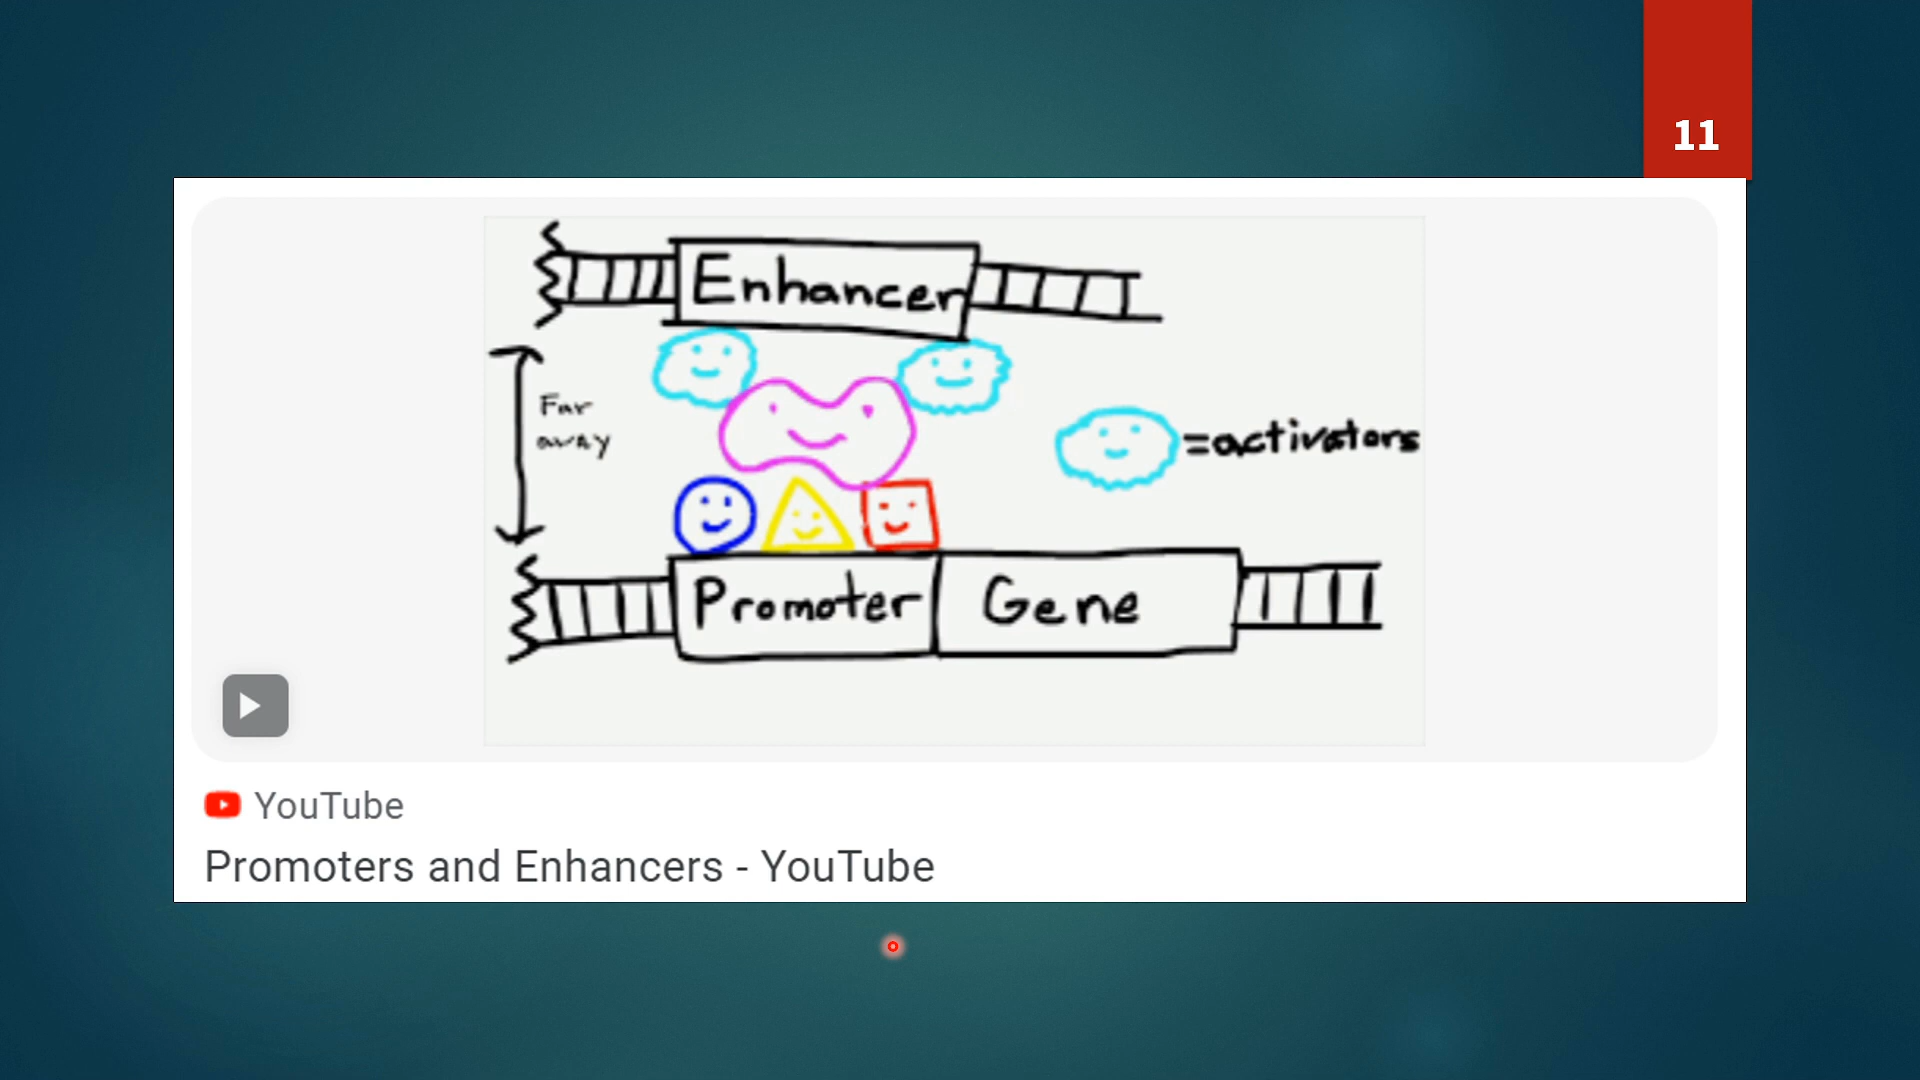 11
Enhancer
Far
away
=activators
Promoter Gene
YouTube
Promoters and Enhancers - YouTube